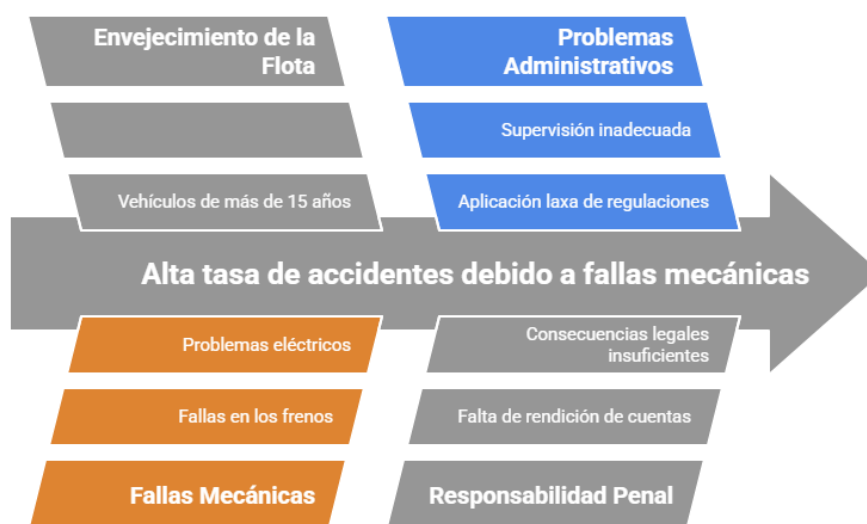 Envejecimiento de la
Flota
Problemas
Administrativos
Supervisión inadecuada
Vehículos de más de 15 años
Aplicación laxa de regulaciones
Alta tasa de accidentes debido a fallas mecánicas
Problemas eléctricos
Consecuencias legales
insuficientes
Fallas en los frenos
Falta de rendición de cuentas
Fallas Mecánicas
Responsabilidad Penal